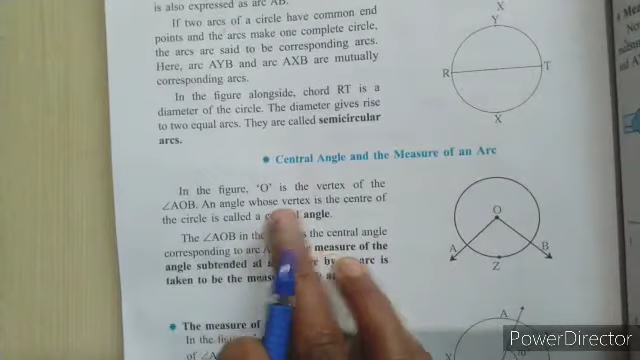 is also expressed as arc AB.
If two arcs of a circle have common end
points and the arcs make one complete circle,
the arcs are said to be corresponding arcs.
Here, arc AYB and arc AXB are mutually
corresponding arcs.
In the figure alongside, chord RT is a
diameter of the circle. The diameter gives rise
to two equal arcs. They are called semicircular
arcs.
X
Y
R
T
X
Central Angle and the Measure of an Arc
In the figure, 'O' is the vertex of the
∠AOB. An angle whose vertex is the centre of
the circle is called a angle.
The ∠AOB in the the central angle
corresponding to arc measure of the
angle subtended at by arc is
taken to be the
O
A
B
Z
The measure of
In the
of
A
PowerDirector